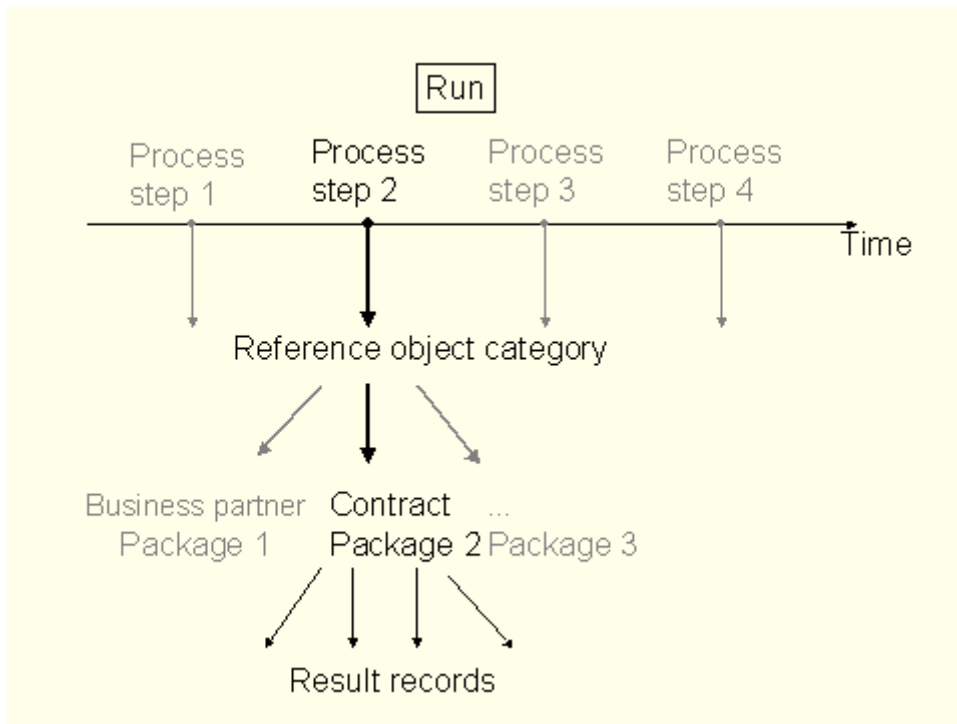 Run
Process step 1
Process step 2
Process step 3
Process step 4
Time
Reference object category
Business partner Package 1
Contract Package 2
... Package 3
Result records